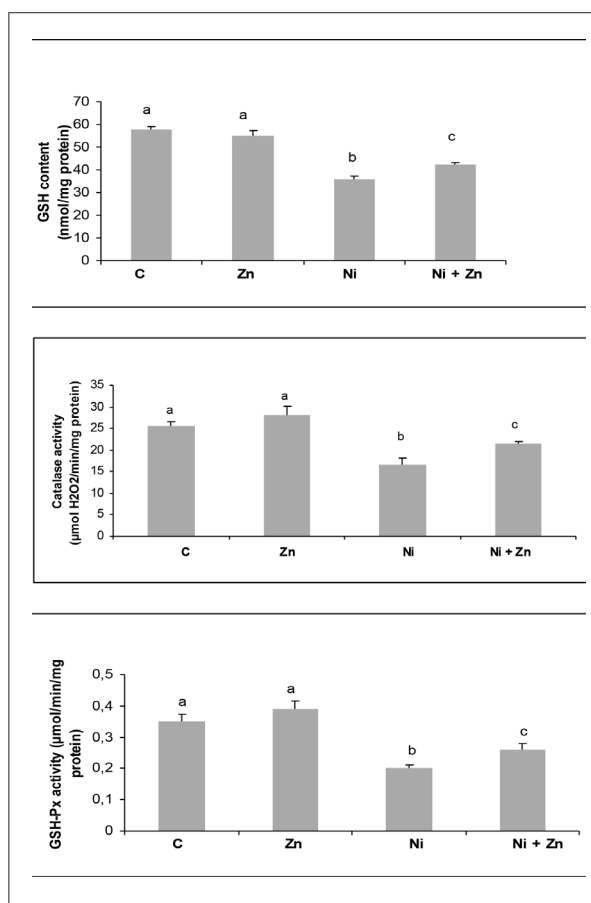 GSH content
(nmol/mg protein)
70
60
50
40
30
20
10
0
a
a
b
c
C
Zn
Ni
Ni + Zn
Catalase activity
(µmol H2O2/min/mg protein)
35
30
25
20
15
10
5
0
a
a
b
c
C
Zn
Ni
Ni + Zn
GSH-Px activity (µmol/min/mg
protein)
0,5
0,4
0,3
0,2
0,1
0
a
a
b
c
C
Zn
Ni
Ni + Zn